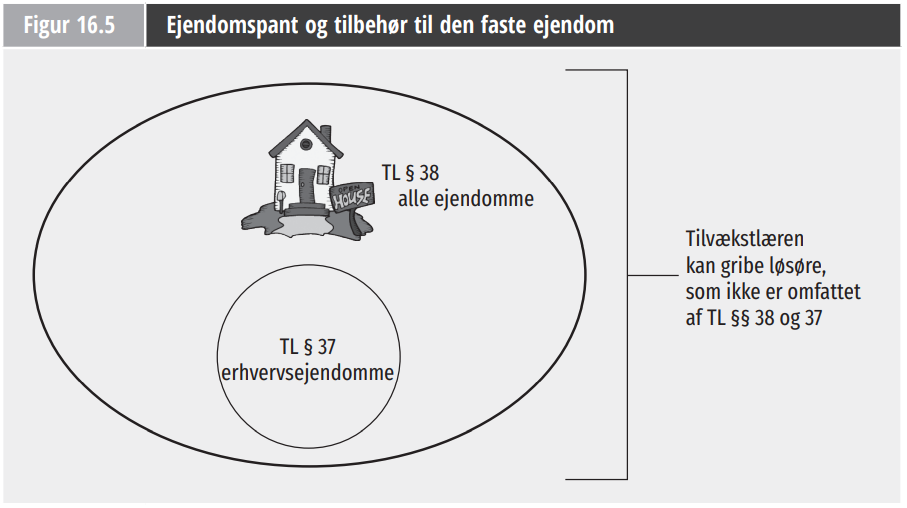 Figur 16.5 Ejendomspant og tilbehør til den faste ejendom
OPEN
HOUSE
TL § 38
alle ejendomme
TL § 37
erhvervsejendomme
Tilvækstlæren
kan gribe løsøre,
som ikke er omfattet
af TL §§ 38 og 37